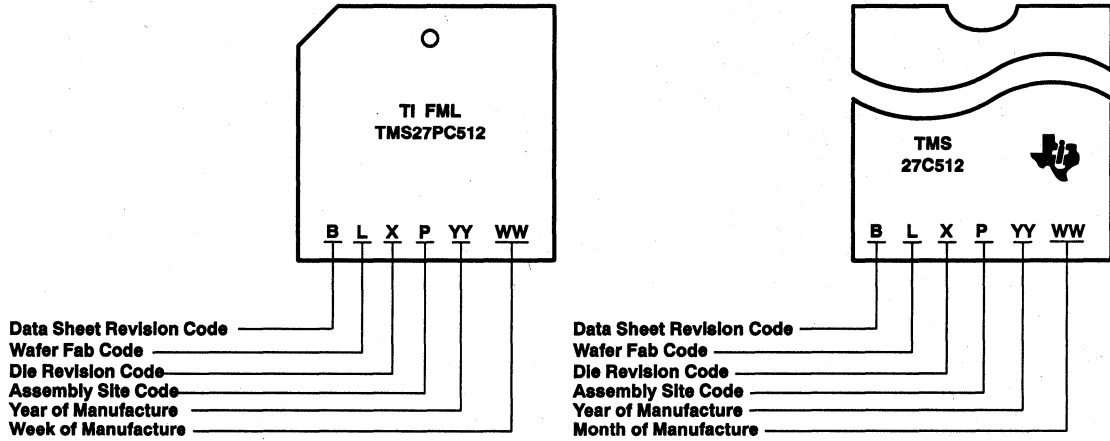 TI FML
TMS27PC512
B L X P YY WW
Data Sheet Revision Code
Wafer Fab Code
Die Revision Code
Assembly Site Code
Year of Manufacture
Week of Manufacture
TMS
27C512
B L X P YY WW
Data Sheet Revision Code
Wafer Fab Code
Die Revision Code
Assembly Site Code
Year of Manufacture
Month of Manufacture